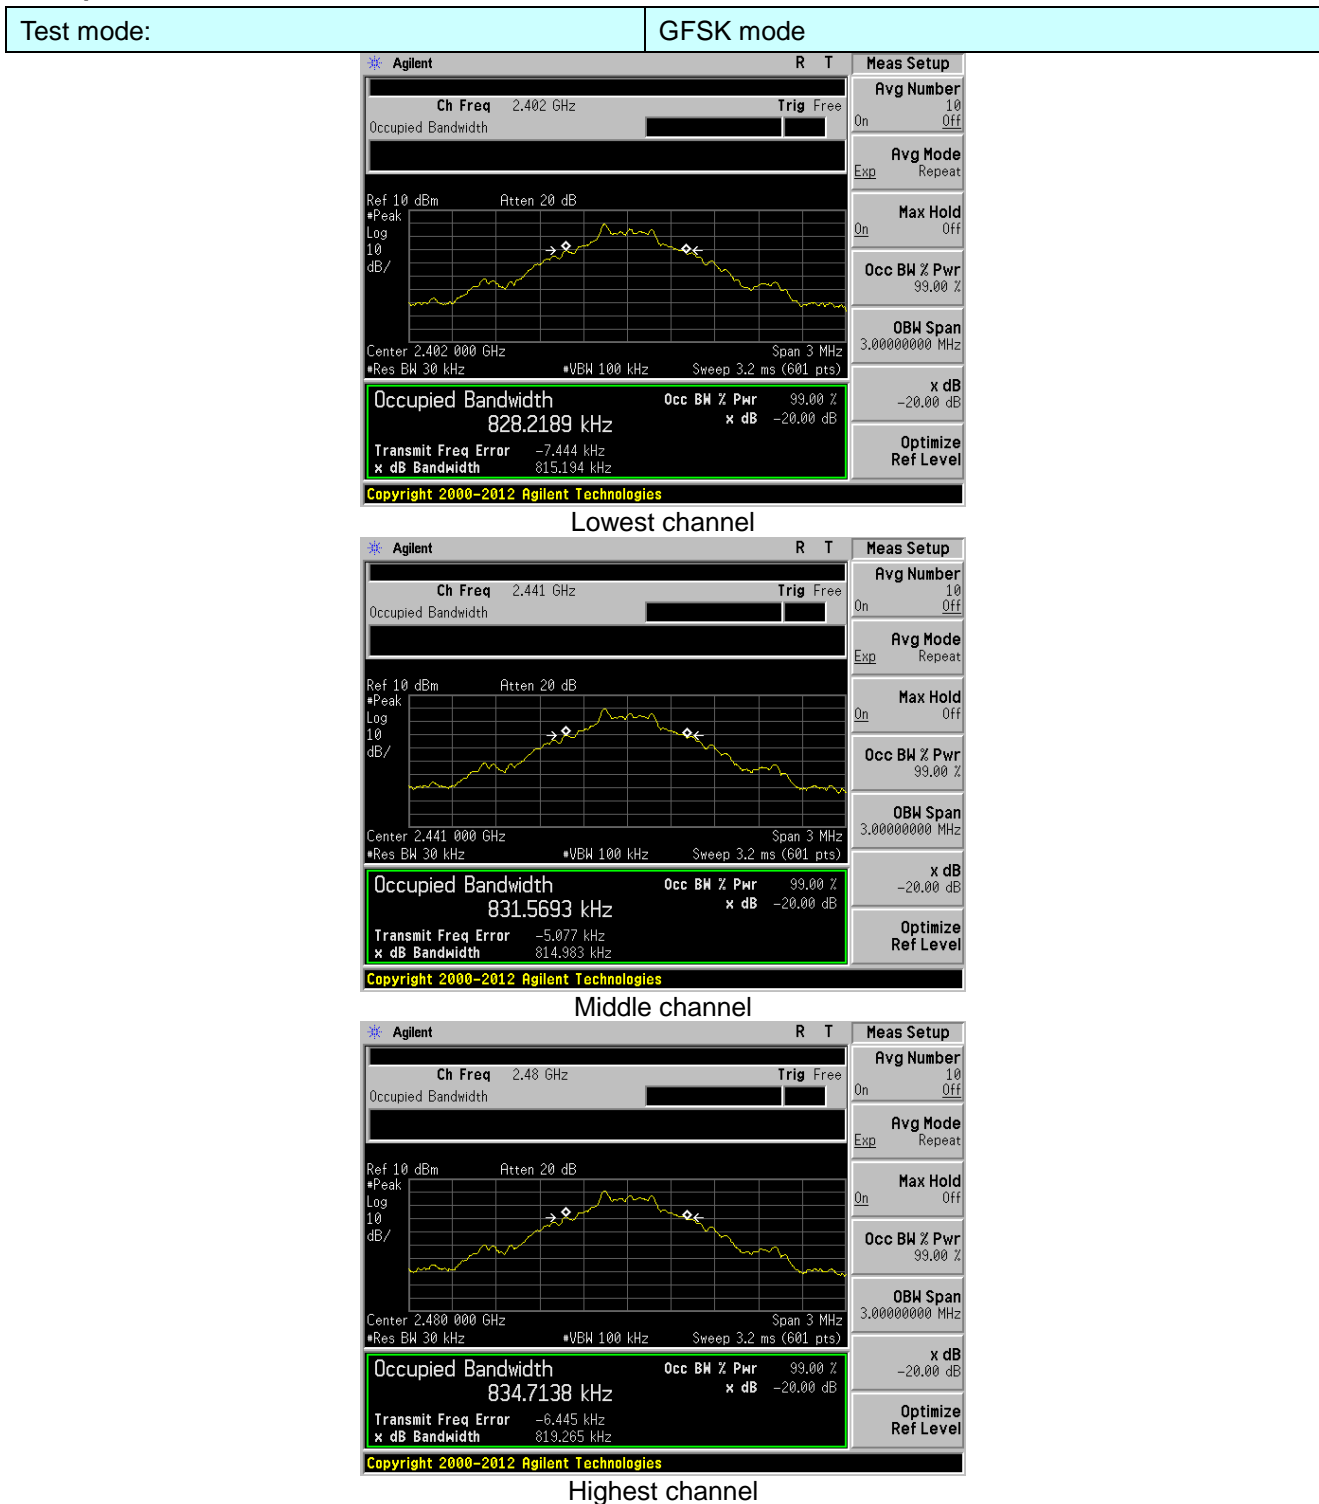 Test mode: GFSK mode
Agilent R T Meas Setup
Ch Freq 2.402 GHz Trig Free
Occupied Bandwidth
Avg Number
10
On Off
Avg Mode
Exp Repeat
Max Hold
On Off
Occ BW % Pwr
99.00 %
OBW Span
3.00000000 MHz
x dB
-20.00 dB
Optimize
Ref Level
Ref 10 dBm Atten 20 dB
#Peak
Log
10
dB/
Center 2.402 000 GHz Span 3 MHz
#Res BW 30 kHz #VBW 100 kHz Sweep 3.2 ms (601 pts)
Occupied Bandwidth Occ BW % Pwr 99.00 %
828.2189 kHz x dB -20.00 dB
Transmit Freq Error -7.444 kHz
x dB Bandwidth 815.194 kHz
Copyright 2000-2012 Agilent Technologies
Lowest channel
Agilent R T Meas Setup
Ch Freq 2.441 GHz Trig Free
Occupied Bandwidth
Avg Number
10
On Off
Avg Mode
Exp Repeat
Max Hold
On Off
Occ BW % Pwr
99.00 %
OBW Span
3.00000000 MHz
x dB
-20.00 dB
Optimize
Ref Level
Ref 10 dBm Atten 20 dB
#Peak
Log
10
dB/
Center 2.441 000 GHz Span 3 MHz
#Res BW 30 kHz #VBW 100 kHz Sweep 3.2 ms (601 pts)
Occupied Bandwidth Occ BW % Pwr 99.00 %
831.5693 kHz x dB -20.00 dB
Transmit Freq Error -5.077 kHz
x dB Bandwidth 814.983 kHz
Copyright 2000-2012 Agilent Technologies
Middle channel
Agilent R T Meas Setup
Ch Freq 2.48 GHz Trig Free
Occupied Bandwidth
Avg Number
10
On Off
Avg Mode
Exp Repeat
Max Hold
On Off
Occ BW % Pwr
99.00 %
OBW Span
3.00000000 MHz
x dB
-20.00 dB
Optimize
Ref Level
Ref 10 dBm Atten 20 dB
#Peak
Log
10
dB/
Center 2.480 000 GHz Span 3 MHz
#Res BW 30 kHz #VBW 100 kHz Sweep 3.2 ms (601 pts)
Occupied Bandwidth Occ BW % Pwr 99.00 %
834.7138 kHz x dB -20.00 dB
Transmit Freq Error -6.445 kHz
x dB Bandwidth 819.265 kHz
Copyright 2000-2012 Agilent Technologies
Highest channel